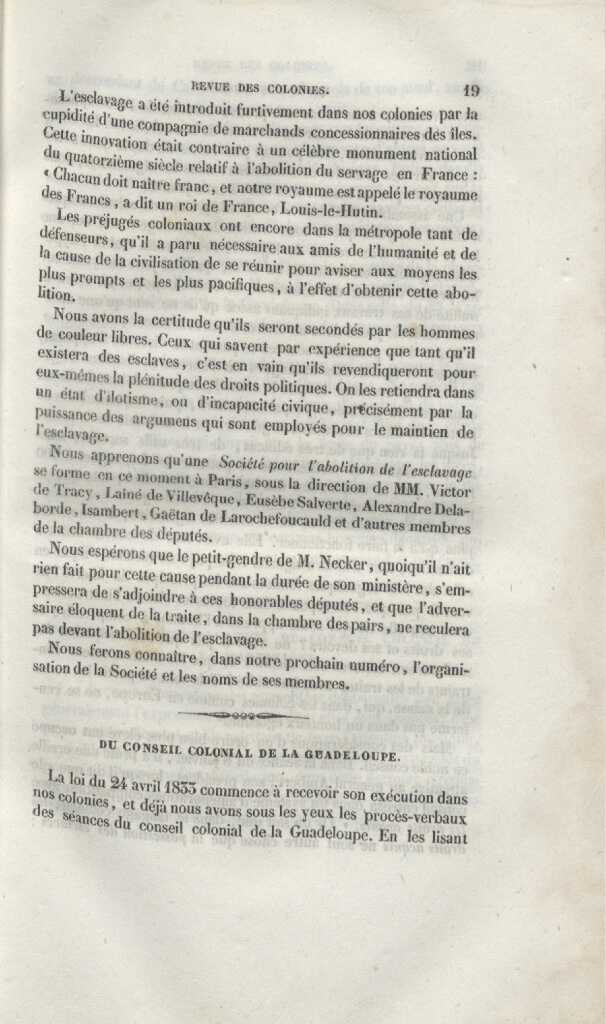 REVUE DES COLONIES. 19
L'esclavage a été introduit furtivement dans nos colonies par la
cupidité d'une compagnie de marchands concessionnaires des îles.
Cette innovation était contraire à un célèbre monument national
du quatorzième siècle relatif à l'abolition du servage en France :
« Chacun doit naître franc, et notre royaume est appelé le royaume
des Francs, a dit un roi de France, Louis-le-Hutin.
Les préjugés coloniaux ont encore dans la métropole tant de
défenseurs, qu'il a paru nécessaire aux amis de l'humanité et de
la cause de la civilisation de se réunir pour aviser aux moyens les
plus prompts et les plus pacifiques, à l'effet d'obtenir cette abo-
lition.
Nous avons la certitude qu'ils seront secondés par les hommes
de couleur libres. Ceux qui savent par expérience que tant qu'il
existera des esclaves, c'est en vain qu'ils revendiqueront pour
eux-mêmes la plénitude des droits politiques. On les retiendra dans
un état d'ilotisme, ou d'incapacité civique, précisément par la
puissance des argumens qui sont employés pour le maintien de
l'esclavage.
Nous apprenons qu'une Société pour l'abolition de l'esclavage
se forme en ce moment à Paris, sous la direction de MM. Victor
de Tracy, Lainé de Villevêque, Eusèbe Salverte, Alexandre Dela-
borde, Isambert, Gaëtan de Larochefoucauld et d'autres membres
de la chambre des députés.
Nous espérons que le petit-gendre de M. Necker, quoiqu'il n'ait
rien fait pour cette cause pendant la durée de son ministère, s'em-
pressera de s'adjoindre à ces honorables députés, et que l'adver-
saire éloquent de la traite, dans la chambre des pairs, ne reculera
pas devant l'abolition de l'esclavage.
Nous ferons connaître, dans notre prochain numéro, l'organi-
sation de la Société et les noms de ses membres.
DU CONSEIL COLONIAL DE LA GUADELOUPE.
La loi du 24 avril 1833 commence à recevoir son exécution dans
nos colonies, et déjà nous avons sous les yeux les procès-verbaux
des séances du conseil colonial de la Guadeloupe. En les lisant